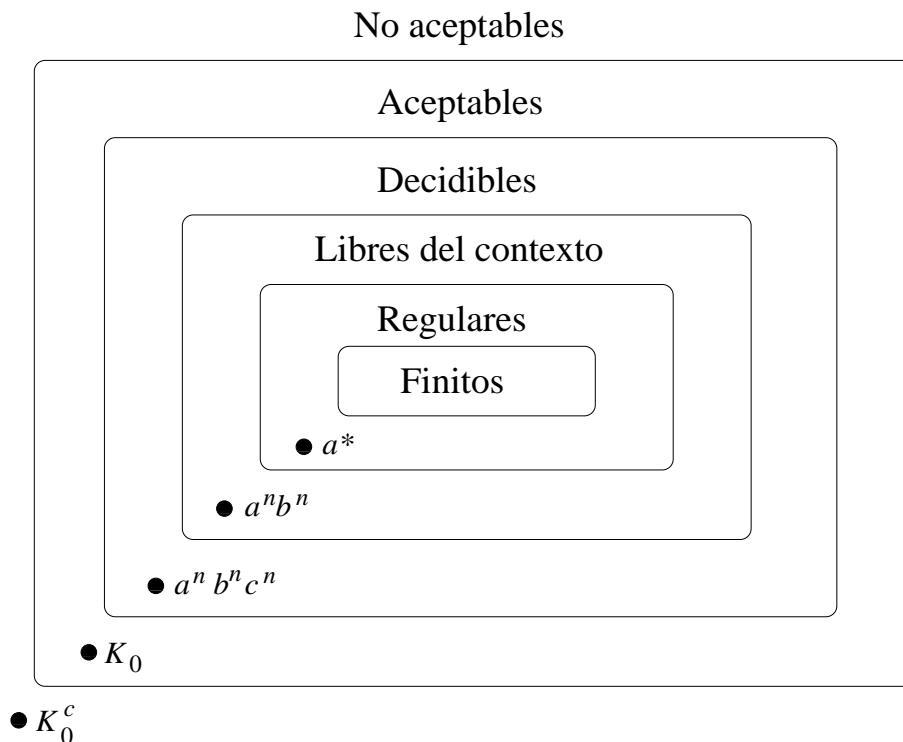 No aceptables
Aceptables
Decidibles
Libres del contexto
Regulares
Finitos
a*
aⁿbⁿ
aⁿ bⁿcⁿ
K₀
K₀ᶜ